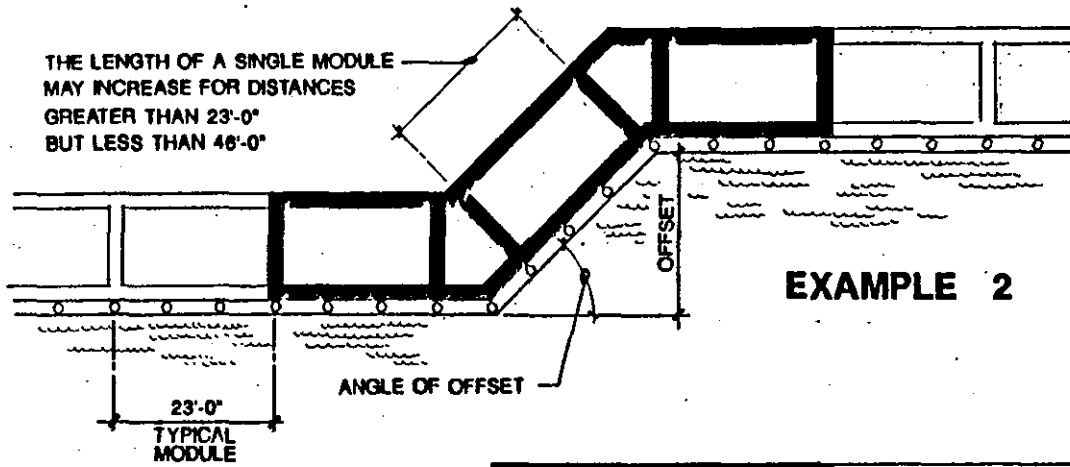 THE LENGTH OF A SINGLE MODULE
MAY INCREASE FOR DISTANCES
GREATER THAN 23'-0"
BUT LESS THAN 46'-0"
OFFSET
EXAMPLE 2
ANGLE OF OFFSET
23'-0"
TYPICAL
MODULE